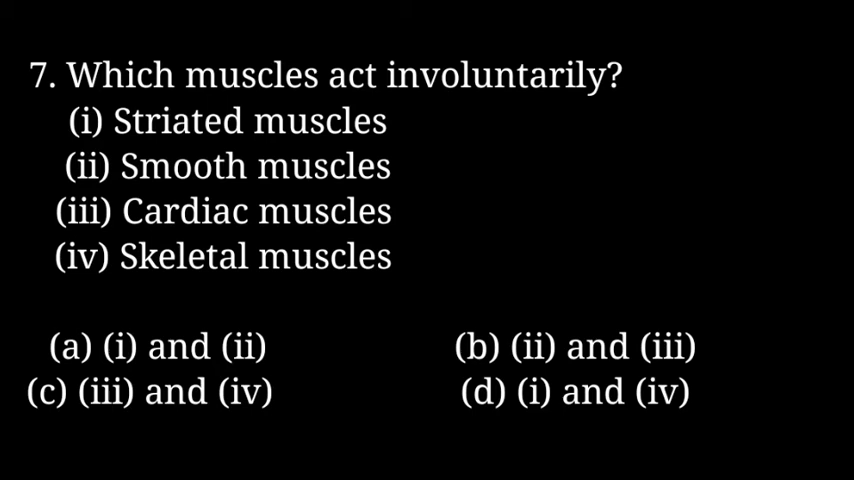 7. Which muscles act involuntarily?
(i) Striated muscles
(ii) Smooth muscles
(iii) Cardiac muscles
(iv) Skeletal muscles
(a) (i) and (ii) (b) (ii) and (iii)
(c) (iii) and (iv) (d) (i) and (iv)